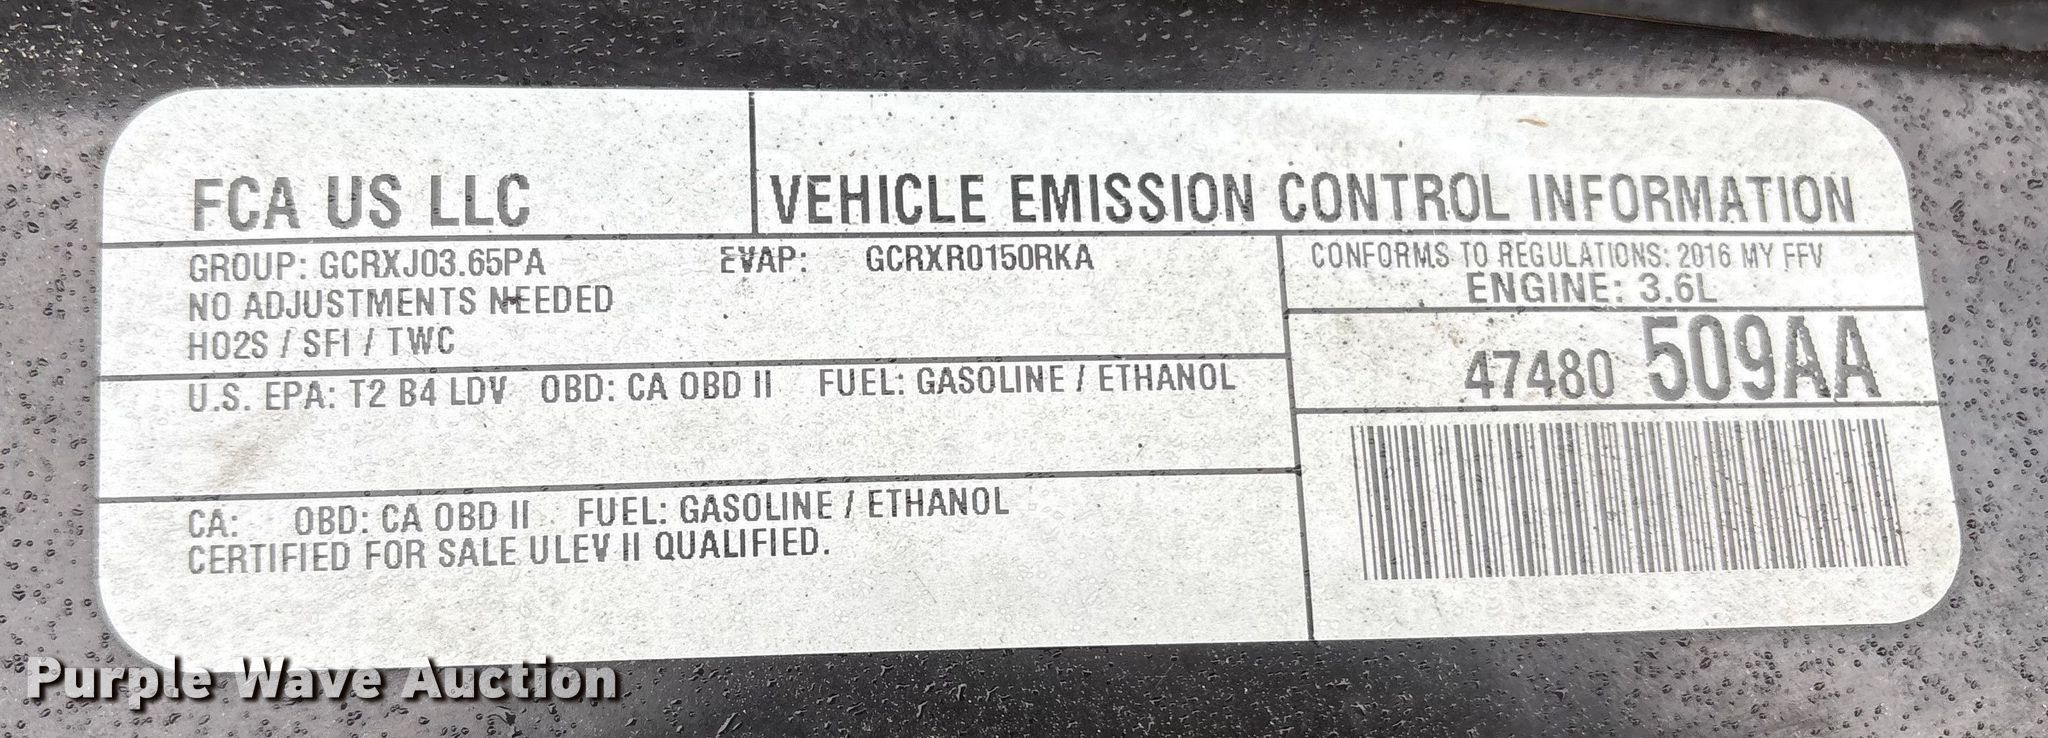 FCA US LLC
VEHICLE EMISSION CONTROL INFORMATION
GROUP: GCRXJ03.65PA EVAP: GCRXR0150RKA
NO ADJUSTMENTS NEEDED
HO2S / SFI / TWC
CONFORMS TO REGULATIONS: 2016 MY FFV
ENGINE: 3.6L
47480 509AA
U.S. EPA: T2 B4 LDV OBD: CA OBD II FUEL: GASOLINE / ETHANOL
CA: OBD: CA OBD II FUEL: GASOLINE / ETHANOL
CERTIFIED FOR SALE ULEV II QUALIFIED.
Purple Wave Auction